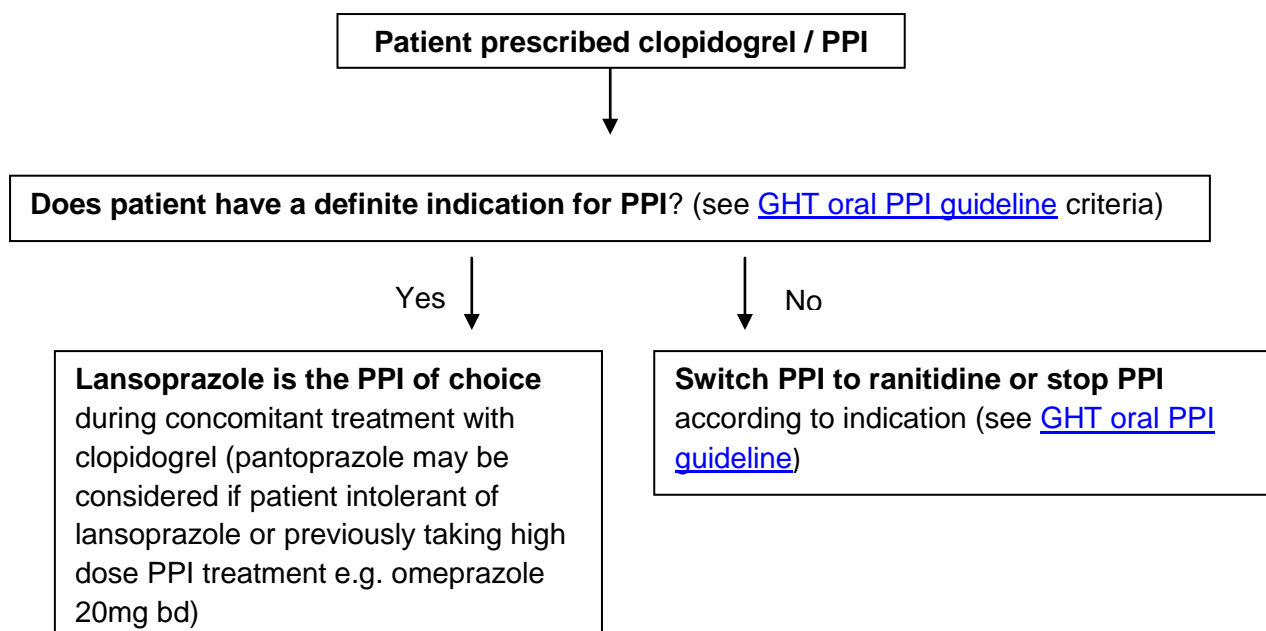 Patient prescribed clopidogrel / PPI
Does patient have a definite indication for PPI? (see GHT oral PPI guideline criteria)
Yes
No
Lansoprazole is the PPI of choice
during concomitant treatment with
clopidogrel (pantoprazole may be
considered if patient intolerant of
lansoprazole or previously taking high
dose PPI treatment e.g. omeprazole
20mg bd)
Switch PPI to ranitidine or stop PPI
according to indication (see GHT oral PPI
guideline)